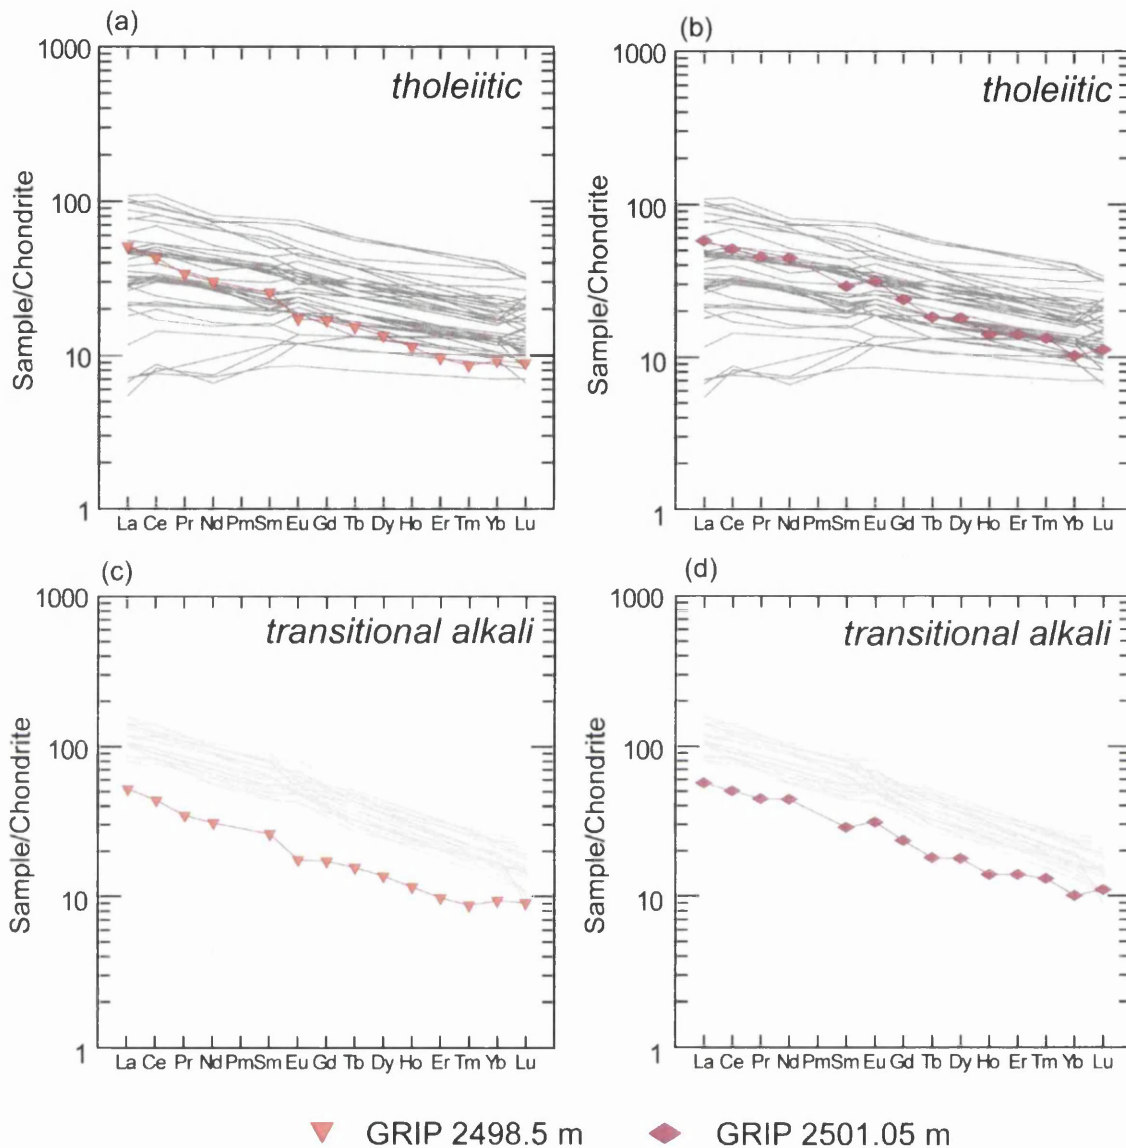 (a)
tholeiitic
Sample/Chondrite
1000
100
10
1
La Ce Pr Nd Pm Sm Eu Gd Tb Dy Ho Er Tm Yb Lu
(b)
tholeiitic
Sample/Chondrite
1000
100
10
1
La Ce Pr Nd Pm Sm Eu Gd Tb Dy Ho Er Tm Yb Lu
(c)
transitional alkali
Sample/Chondrite
1000
100
10
1
La Ce Pr Nd Pm Sm Eu Gd Tb Dy Ho Er Tm Yb Lu
(d)
transitional alkali
Sample/Chondrite
1000
100
10
1
La Ce Pr Nd Pm Sm Eu Gd Tb Dy Ho Er Tm Yb Lu
GRIP 2498.5 m
GRIP 2501.05 m